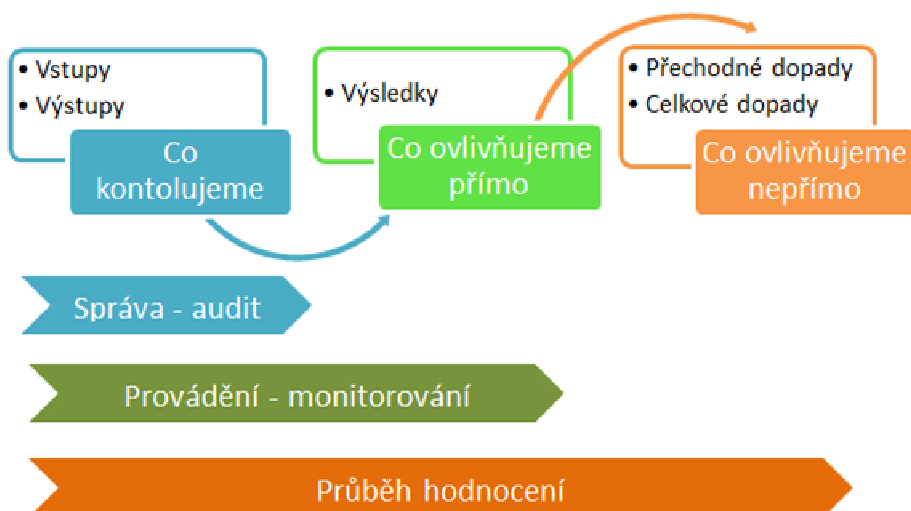 • Vstupy
• Výstupy
Co
kontolujeme
• Výsledky
Co ovlivňujeme
přímo
• Přechodné dopady
• Celkové dopady
Co ovlivňujeme
nepřímo
Správa - audit
Provádění - monitorování
Průběh hodnocení